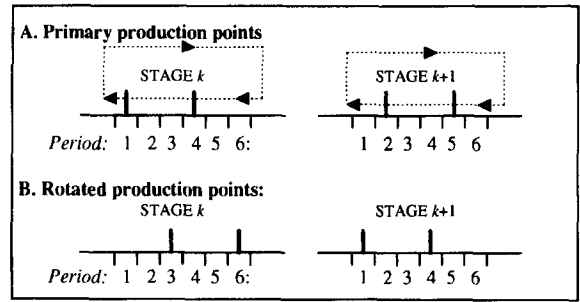 A. Primary production points
STAGE k STAGE k+1
Period: 1 2 3 4 5 6: 1 2 3 4 5 6
B. Rotated production points:
STAGE k STAGE k+1
Period: 1 2 3 4 5 6: 1 2 3 4 5 6